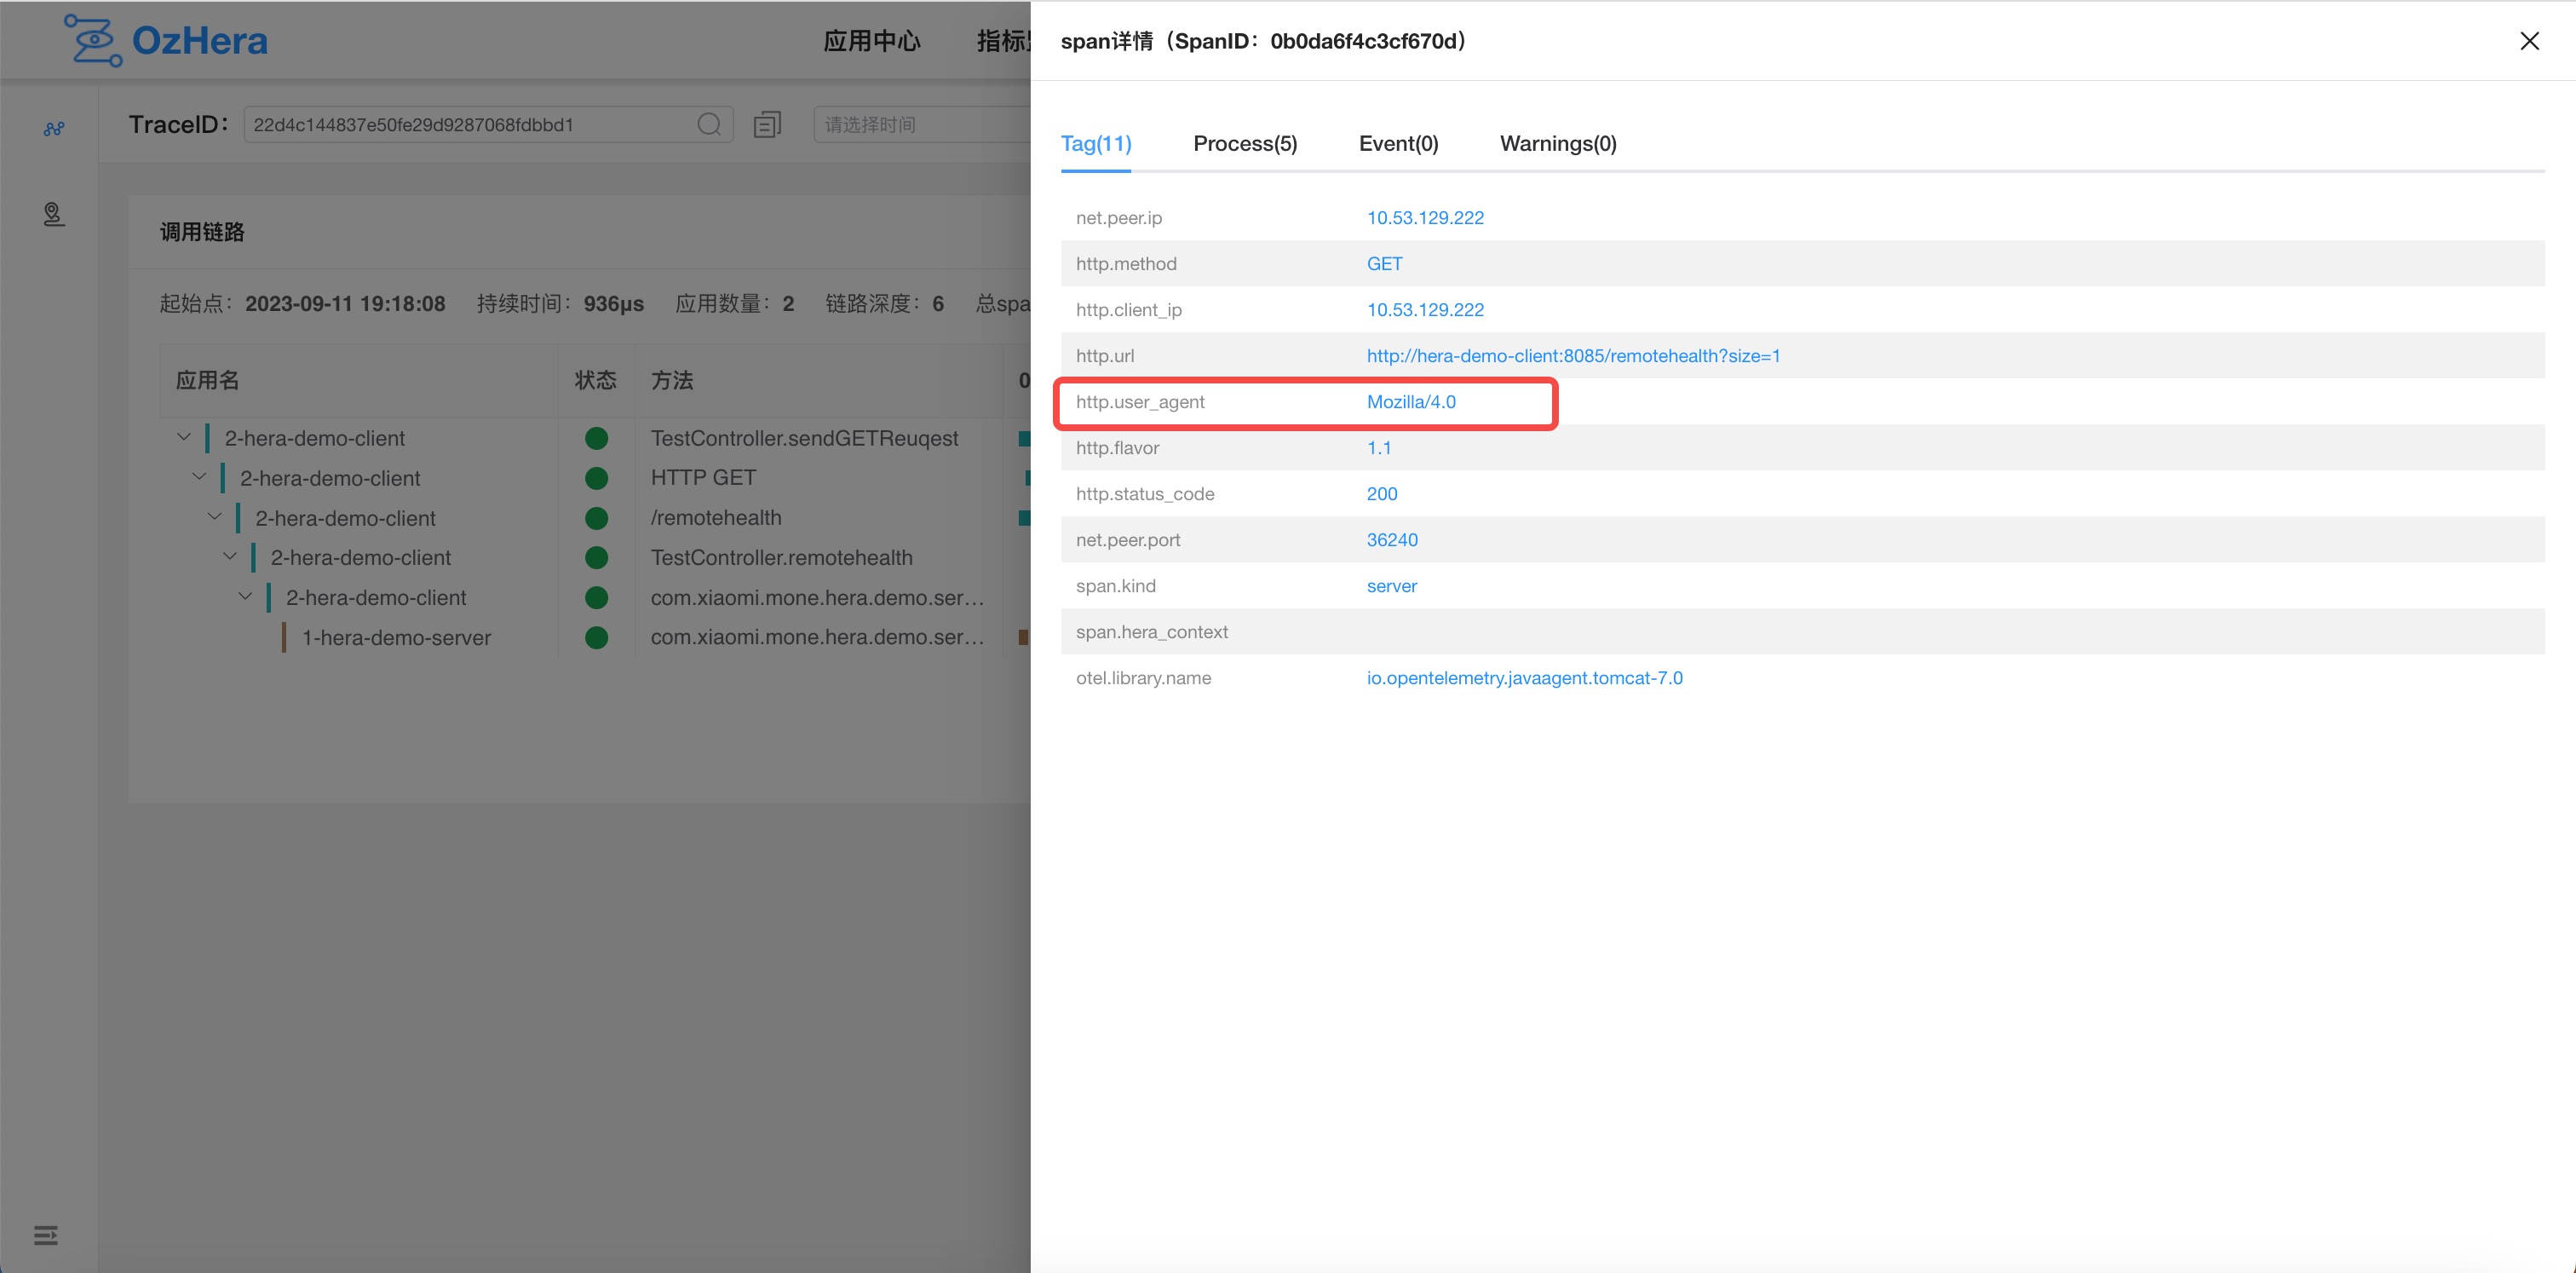 OzHera
应用中心 指标
span详情（SpanID：0b0da6f4c3cf670d）
TraceID： 22d4c144837e50fe29d9287068fdbbd1 请选择时间
Tag(11) Process(5) Event(0) Warnings(0)
调用链路
起始点：2023-09-11 19:18:08 持续时间：936μs 应用数量：2 链路深度：6 总spa
应用名 状态 方法 0
2-hera-demo-client TestController.sendGETReuqest
2-hera-demo-client HTTP GET
2-hera-demo-client /remotehealth
2-hera-demo-client TestController.remotehealth
2-hera-demo-client com.xiaomi.mone.hera.demo.ser...
1-hera-demo-server com.xiaomi.mone.hera.demo.ser...
net.peer.ip 10.53.129.222
http.method GET
http.client_ip 10.53.129.222
http.url http://hera-demo-client:8085/remotehealth?size=1
http.user_agent Mozilla/4.0
http.flavor 1.1
http.status_code 200
net.peer.port 36240
span.kind server
span.hera_context
otel.library.name io.opentelemetry.javaagent.tomcat-7.0